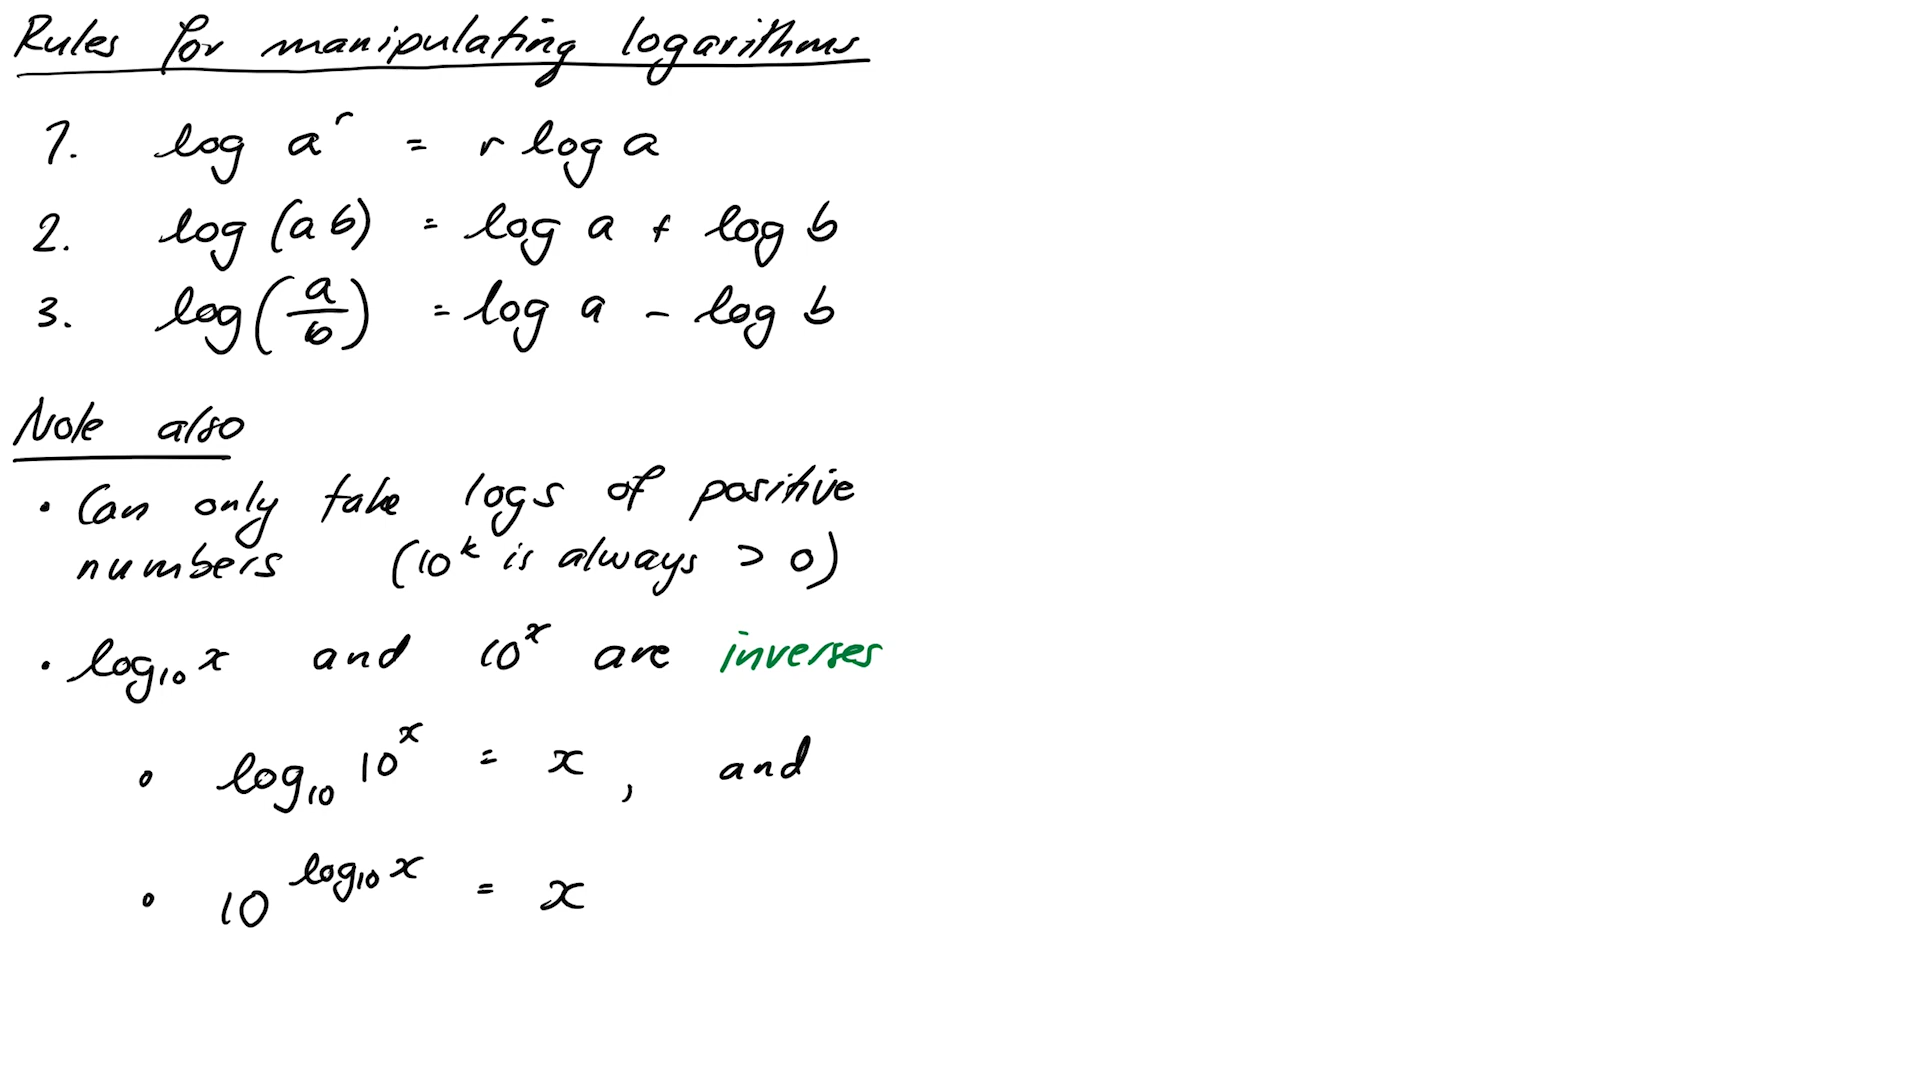 Rules for manipulating logarithms
1. log a^r = r log a
2. log (ab) = log a + log b
3. log(a/b) = log a - log b
Note also
• Can only take logs of positive
numbers (10^k is always > 0)
• log₁₀ x and 10^x are inverses
∘ log₁₀ 10^x = x , and
∘ 10^(log₁₀ x) = x